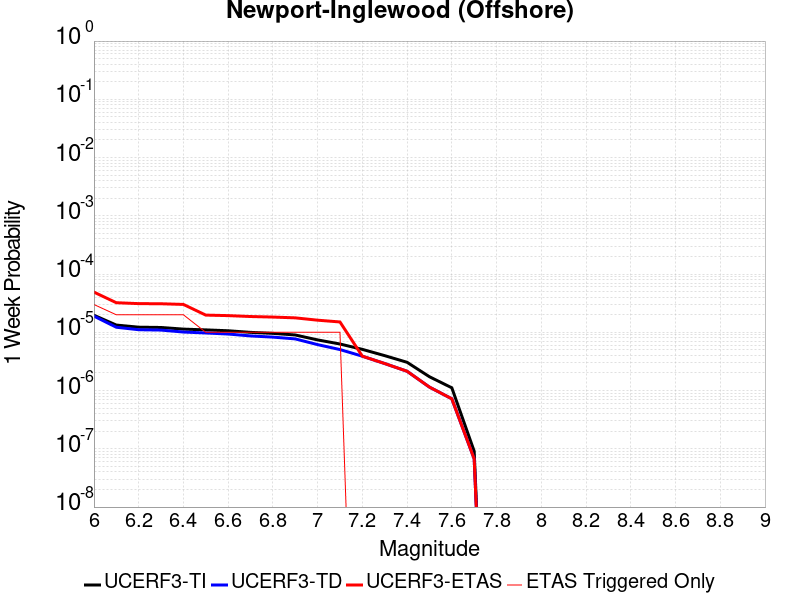 Newport-Inglewood (Offshore)
10^0
10^-1
10^-2
10^-3
10^-4
10^-5
10^-6
10^-7
10^-8
1 Week Probability
6 6.2 6.4 6.6 6.8 7 7.2 7.4 7.6 7.8 8 8.2 8.4 8.6 8.8 9
Magnitude
UCERF3-TI UCERF3-TD UCERF3-ETAS ETAS Triggered Only